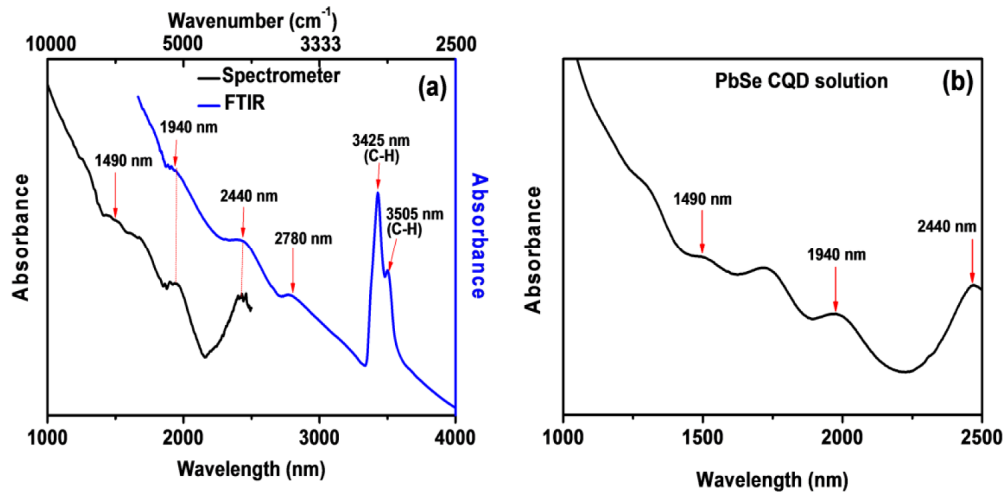 Wavenumber (cm⁻¹)
10000 5000 3333 2500
Spectrometer
FTIR
(a)
1940 nm
1490 nm
2440 nm
2780 nm
3425 nm
(C-H)
3505 nm
(C-H)
Absorbance
Absorbance
1000 2000 3000 4000
Wavelength (nm)
PbSe CQD solution
(b)
1490 nm
1940 nm
2440 nm
Absorbance
1000 1500 2000 2500
Wavelength (nm)